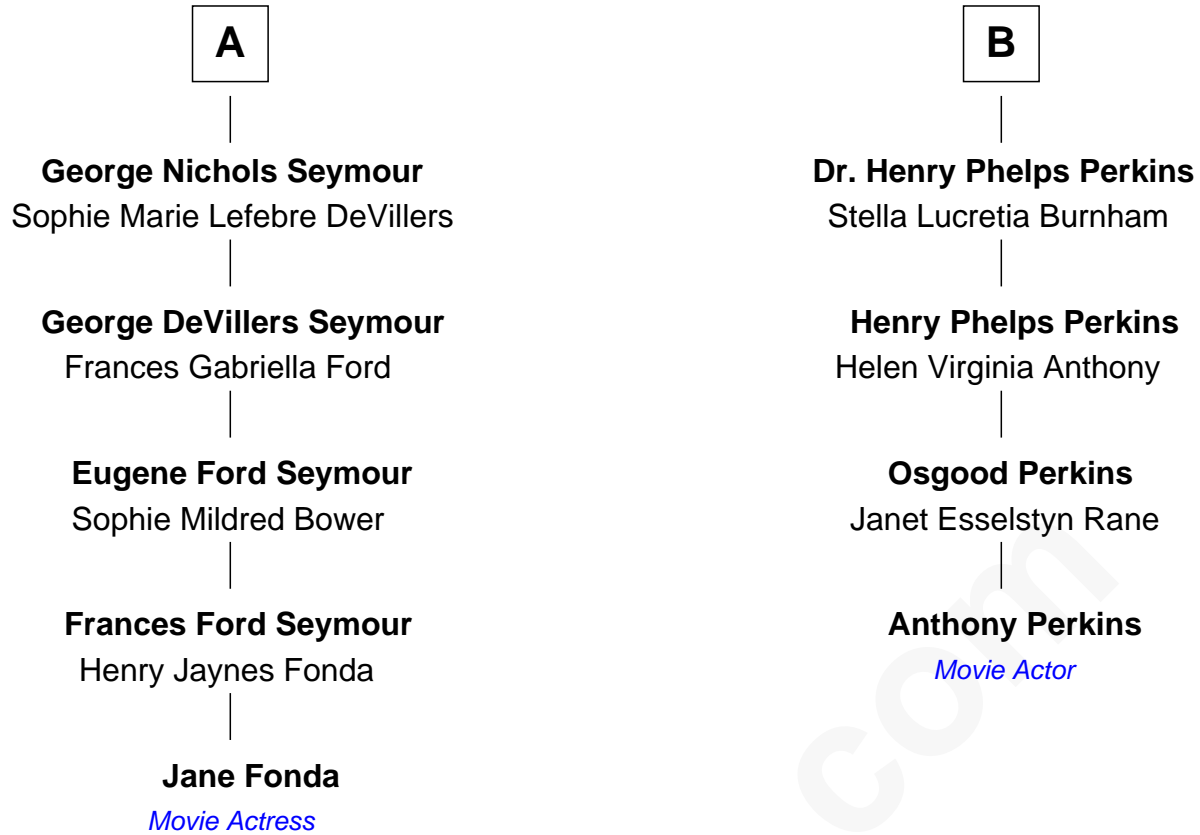 A
George Nichols Seymour
Sophie Marie Lefebre DeVillers
George DeVillers Seymour
Frances Gabriella Ford
Eugene Ford Seymour
Sophie Mildred Bower
Frances Ford Seymour
Henry Jaynes Fonda
Jane Fonda
Movie Actress
B
Dr. Henry Phelps Perkins
Stella Lucretia Burnham
Henry Phelps Perkins
Helen Virginia Anthony
Osgood Perkins
Janet Esselstyn Rane
Anthony Perkins
Movie Actor
com